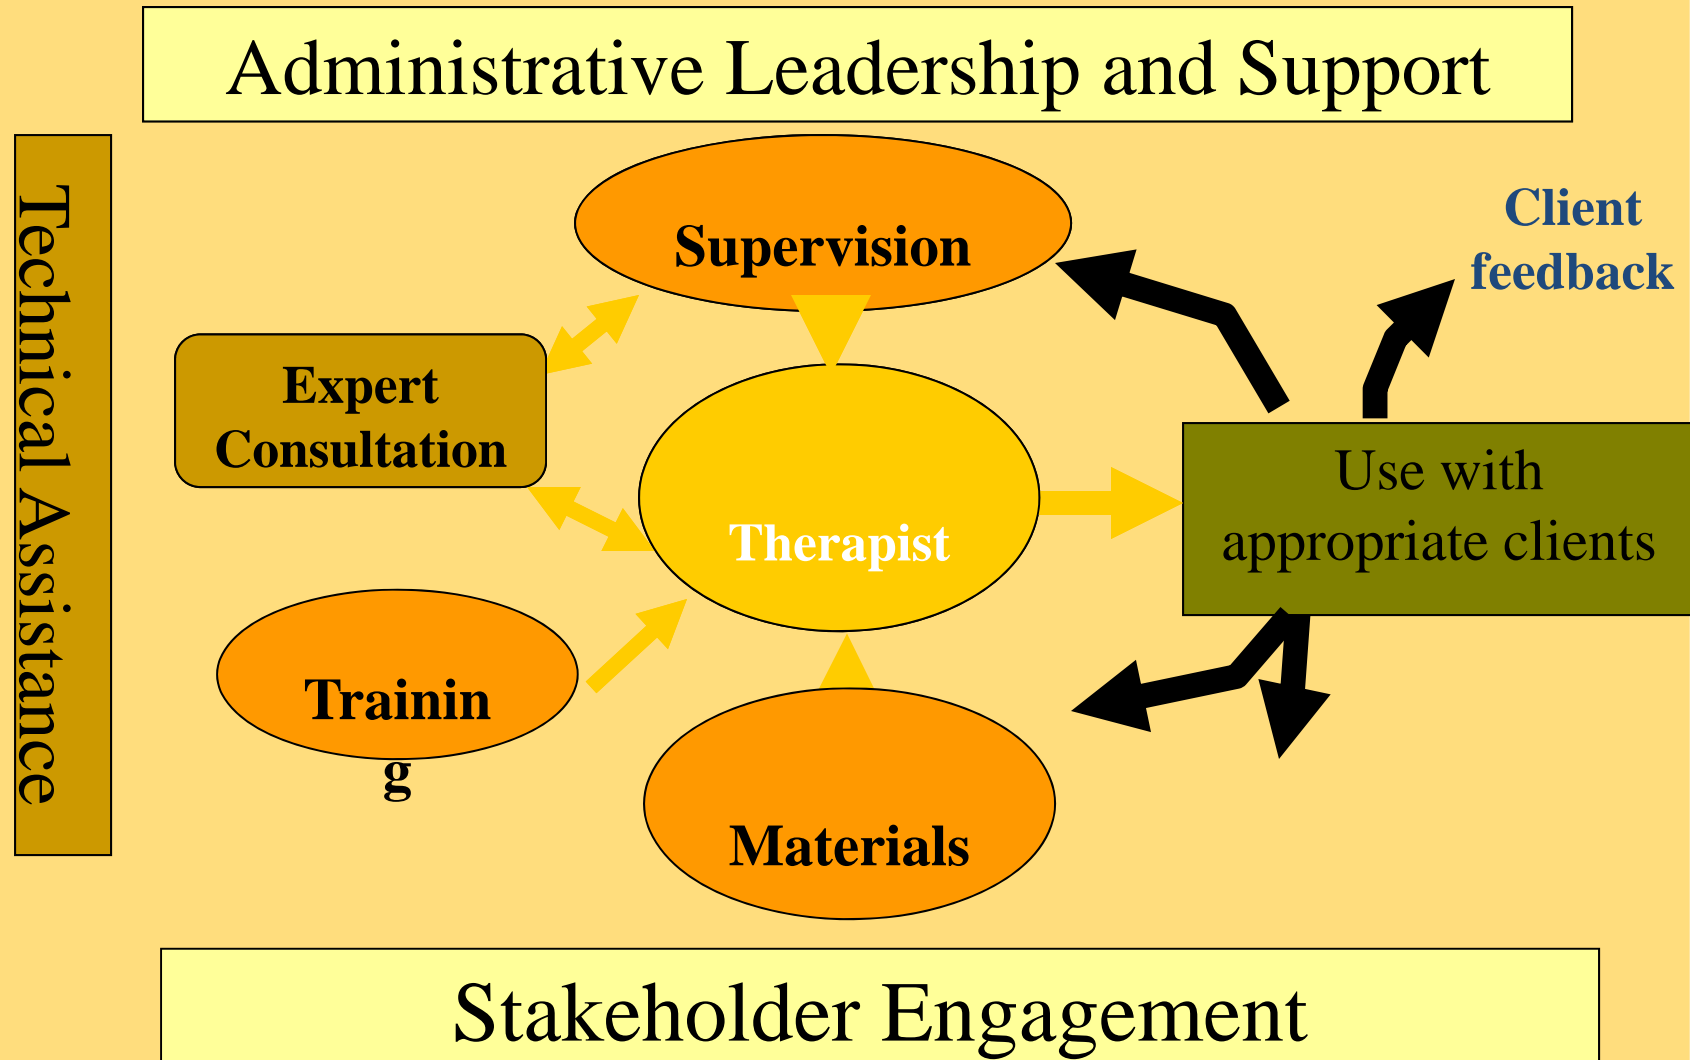 Administrative Leadership and Support
Technical Assistance
Supervision
Client
feedback
Expert
Consultation
Use with
appropriate clients
Therapist
Trainin
g
Materials
Stakeholder Engagement